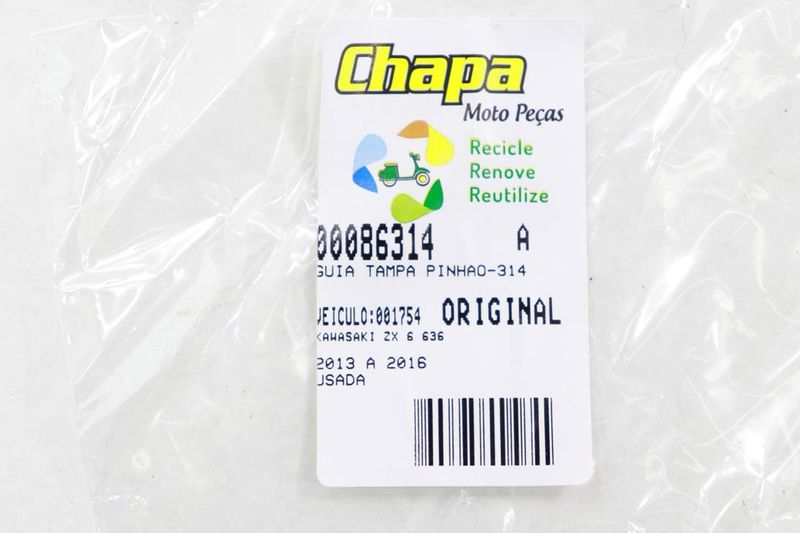 Chapa
Moto Peças
Recicle
Renove
Reutilize
00086314 A
GUIA TAMPA PINHAO-314
VEICULO:001754 ORIGINAL
KAWASAKI ZX 6 636
2013 A 2016
USADA